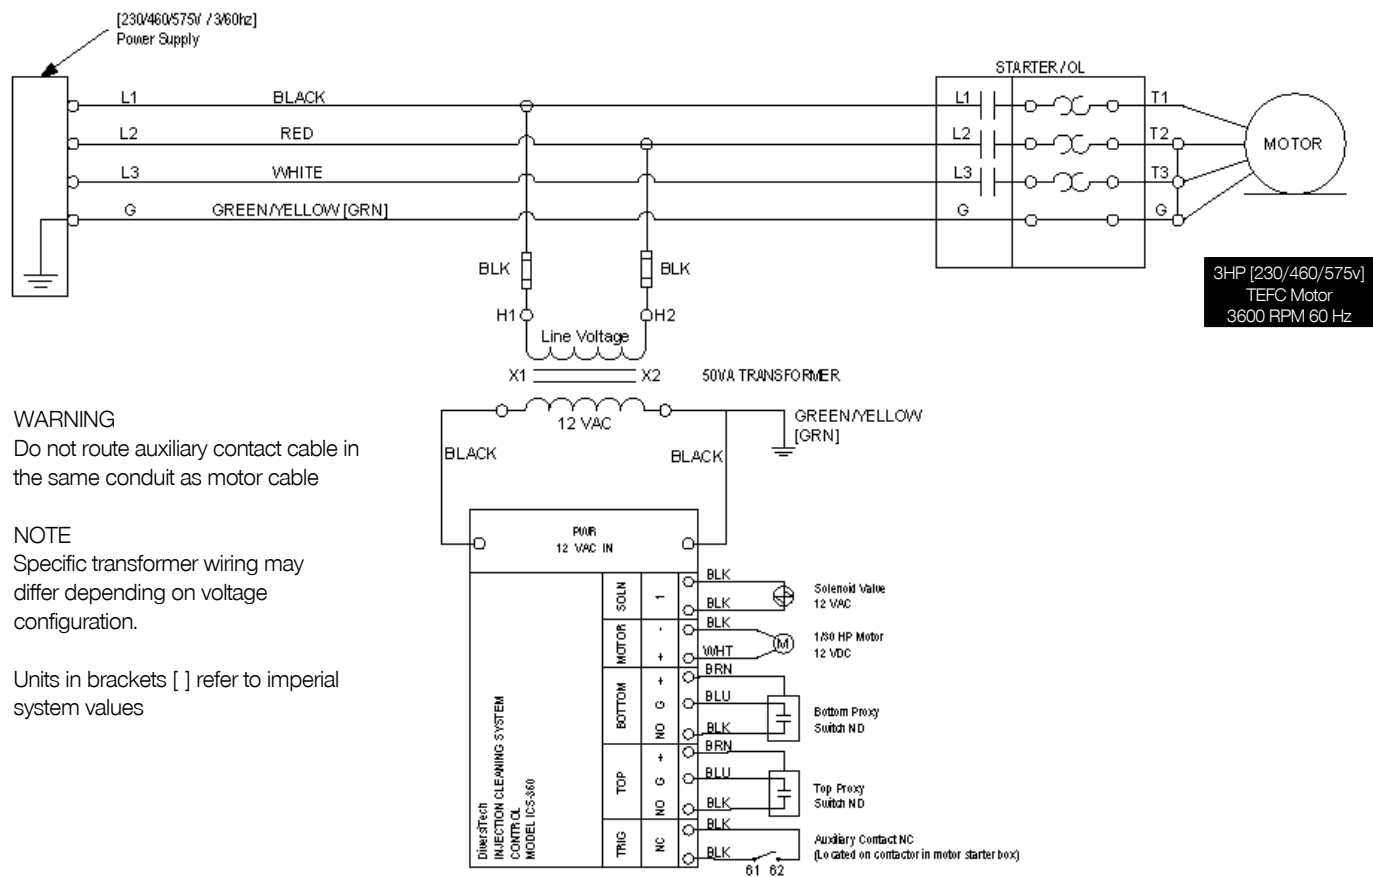 [230/460/575V / 3/60hz]
Power Supply
STARTER/OL
L1 BLACK L1 T1
L2 RED L2 T2
MOTOR
L3 WHITE L3 T3
G GREEN/YELLOW [GRN] G G
BLK BLK
3HP [230/460/575v]
TEFC Motor
3600 RPM 60 Hz
H1 H2
Line Voltage
X1 X2 50VA TRANSFORMER
12 VAC
GREEN/YELLOW
[GRN]
BLACK BLACK
WARNING
Do not route auxiliary contact cable in
the same conduit as motor cable
NOTE
Specific transformer wiring may
differ depending on voltage
configuration.
Units in brackets [ ] refer to imperial
system values
PWR
12 VAC IN
DiversiTech
INJECTION CLEANING SYSTEM
CONTROL
MODEL ICS-360
SOLN 1
BLK
BLK
Solenoid Valve
12 VAC
MOTOR - +
BLK
WHT
M
1/30 HP Motor
12 VDC
BOTTOM + G NO
BRN
BLU
BLK
Bottom Proxy
Switch NO
TOP + G NO
BRN
BLU
BLK
Top Proxy
Switch NO
TRIG NC
BLK
BLK
61 62
Auxiliary Contact NC
(Located on contactor in motor starter box)